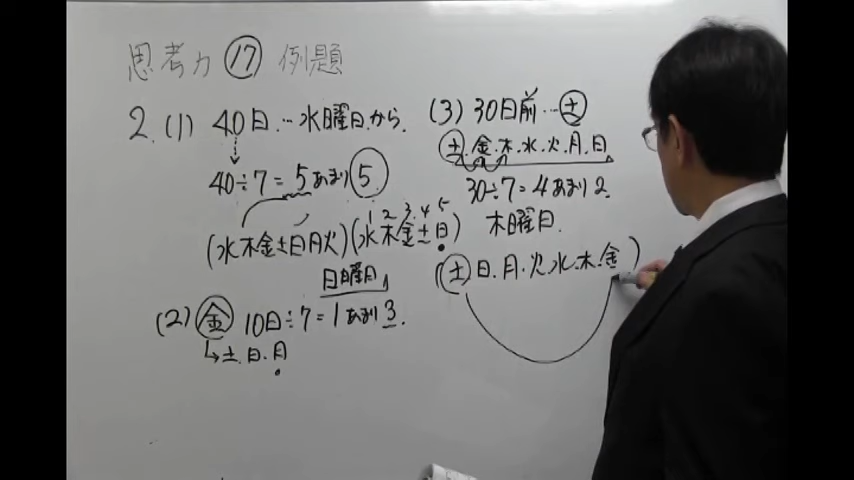 思考力 ⑰ 例題
2.(1) 40日…水曜日から.
40÷7=5あまり5
1 2 3 4 5
(水木金土日月火)(水木金土日)
日曜日
(2) 金 10日÷7=1あまり3.
→土.日.月
(3) 30日前…土
土.金.木.水.火.月.日
30÷7=4あまり2.
木曜日.
(土日.月.火水.木.金)